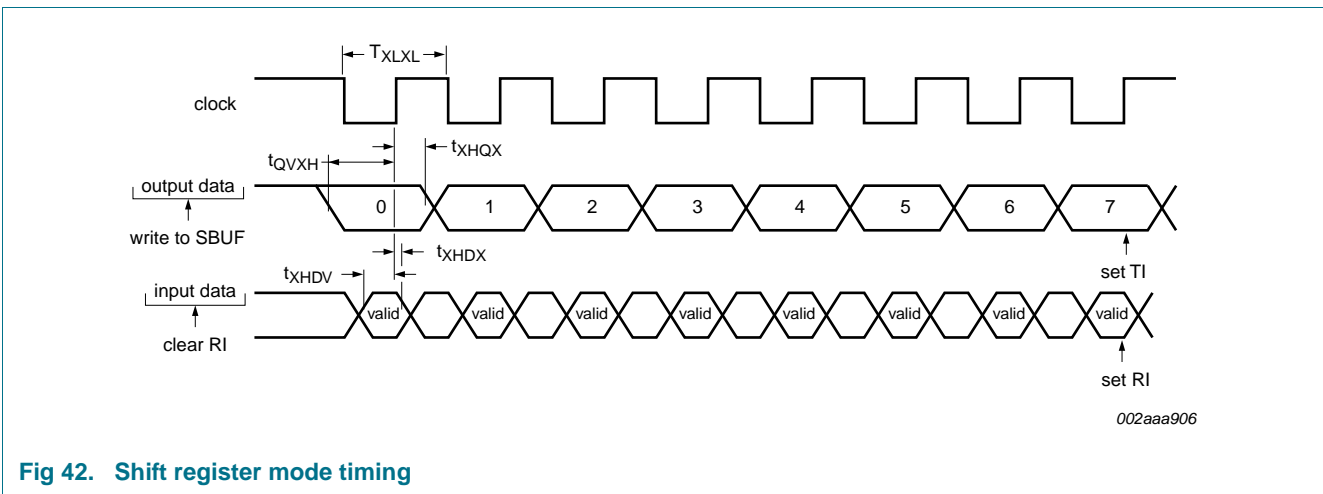 TXLXL
clock
tQVXH
tXHQX
output data
0 1 2 3 4 5 6 7
write to SBUF
tXHDX
set TI
tXHDV
input data
valid valid valid valid valid valid valid valid
clear RI
set RI
002aaa906
Fig 42. Shift register mode timing